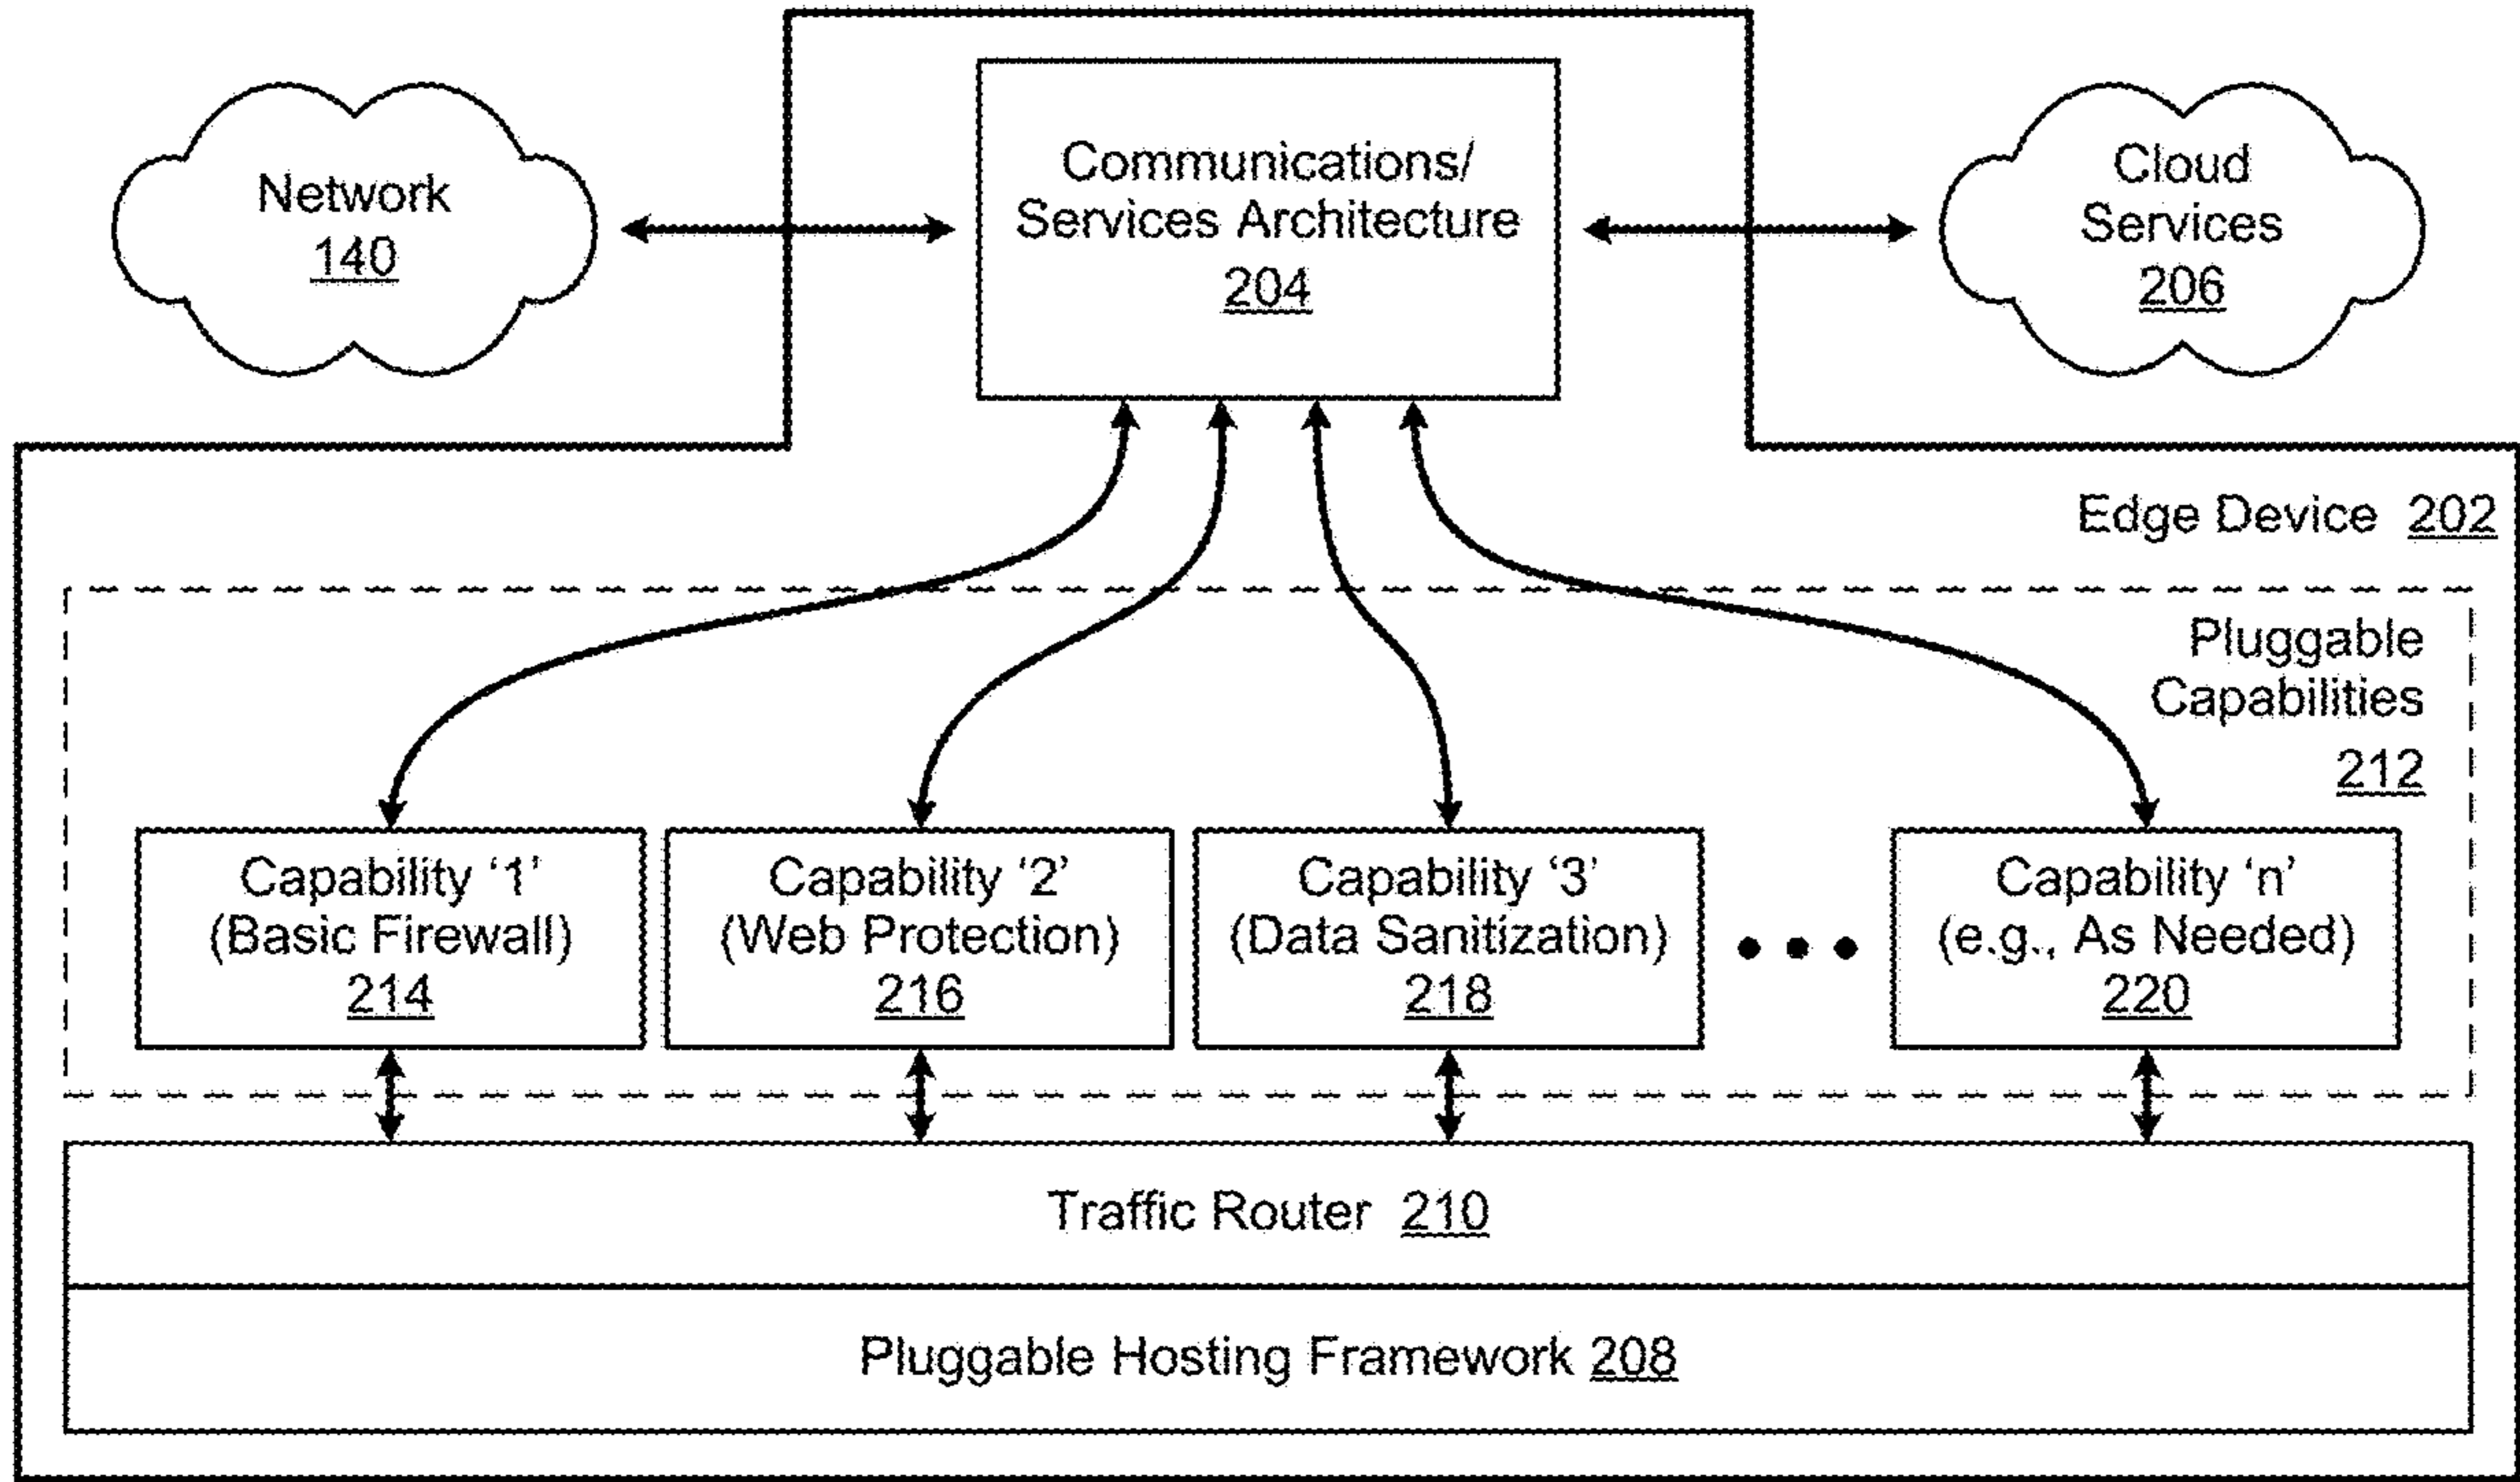 Network
140
Communications/
Services Architecture
204
Cloud
Services
206
Edge Device 202
Pluggable
Capabilities
212
Capability ‘1’
(Basic Firewall)
214
Capability ‘2’
(Web Protection)
216
Capability ‘3’
(Data Sanitization)
218
Capability ‘n’
(e.g., As Needed)
220
Traffic Router 210
Pluggable Hosting Framework 208